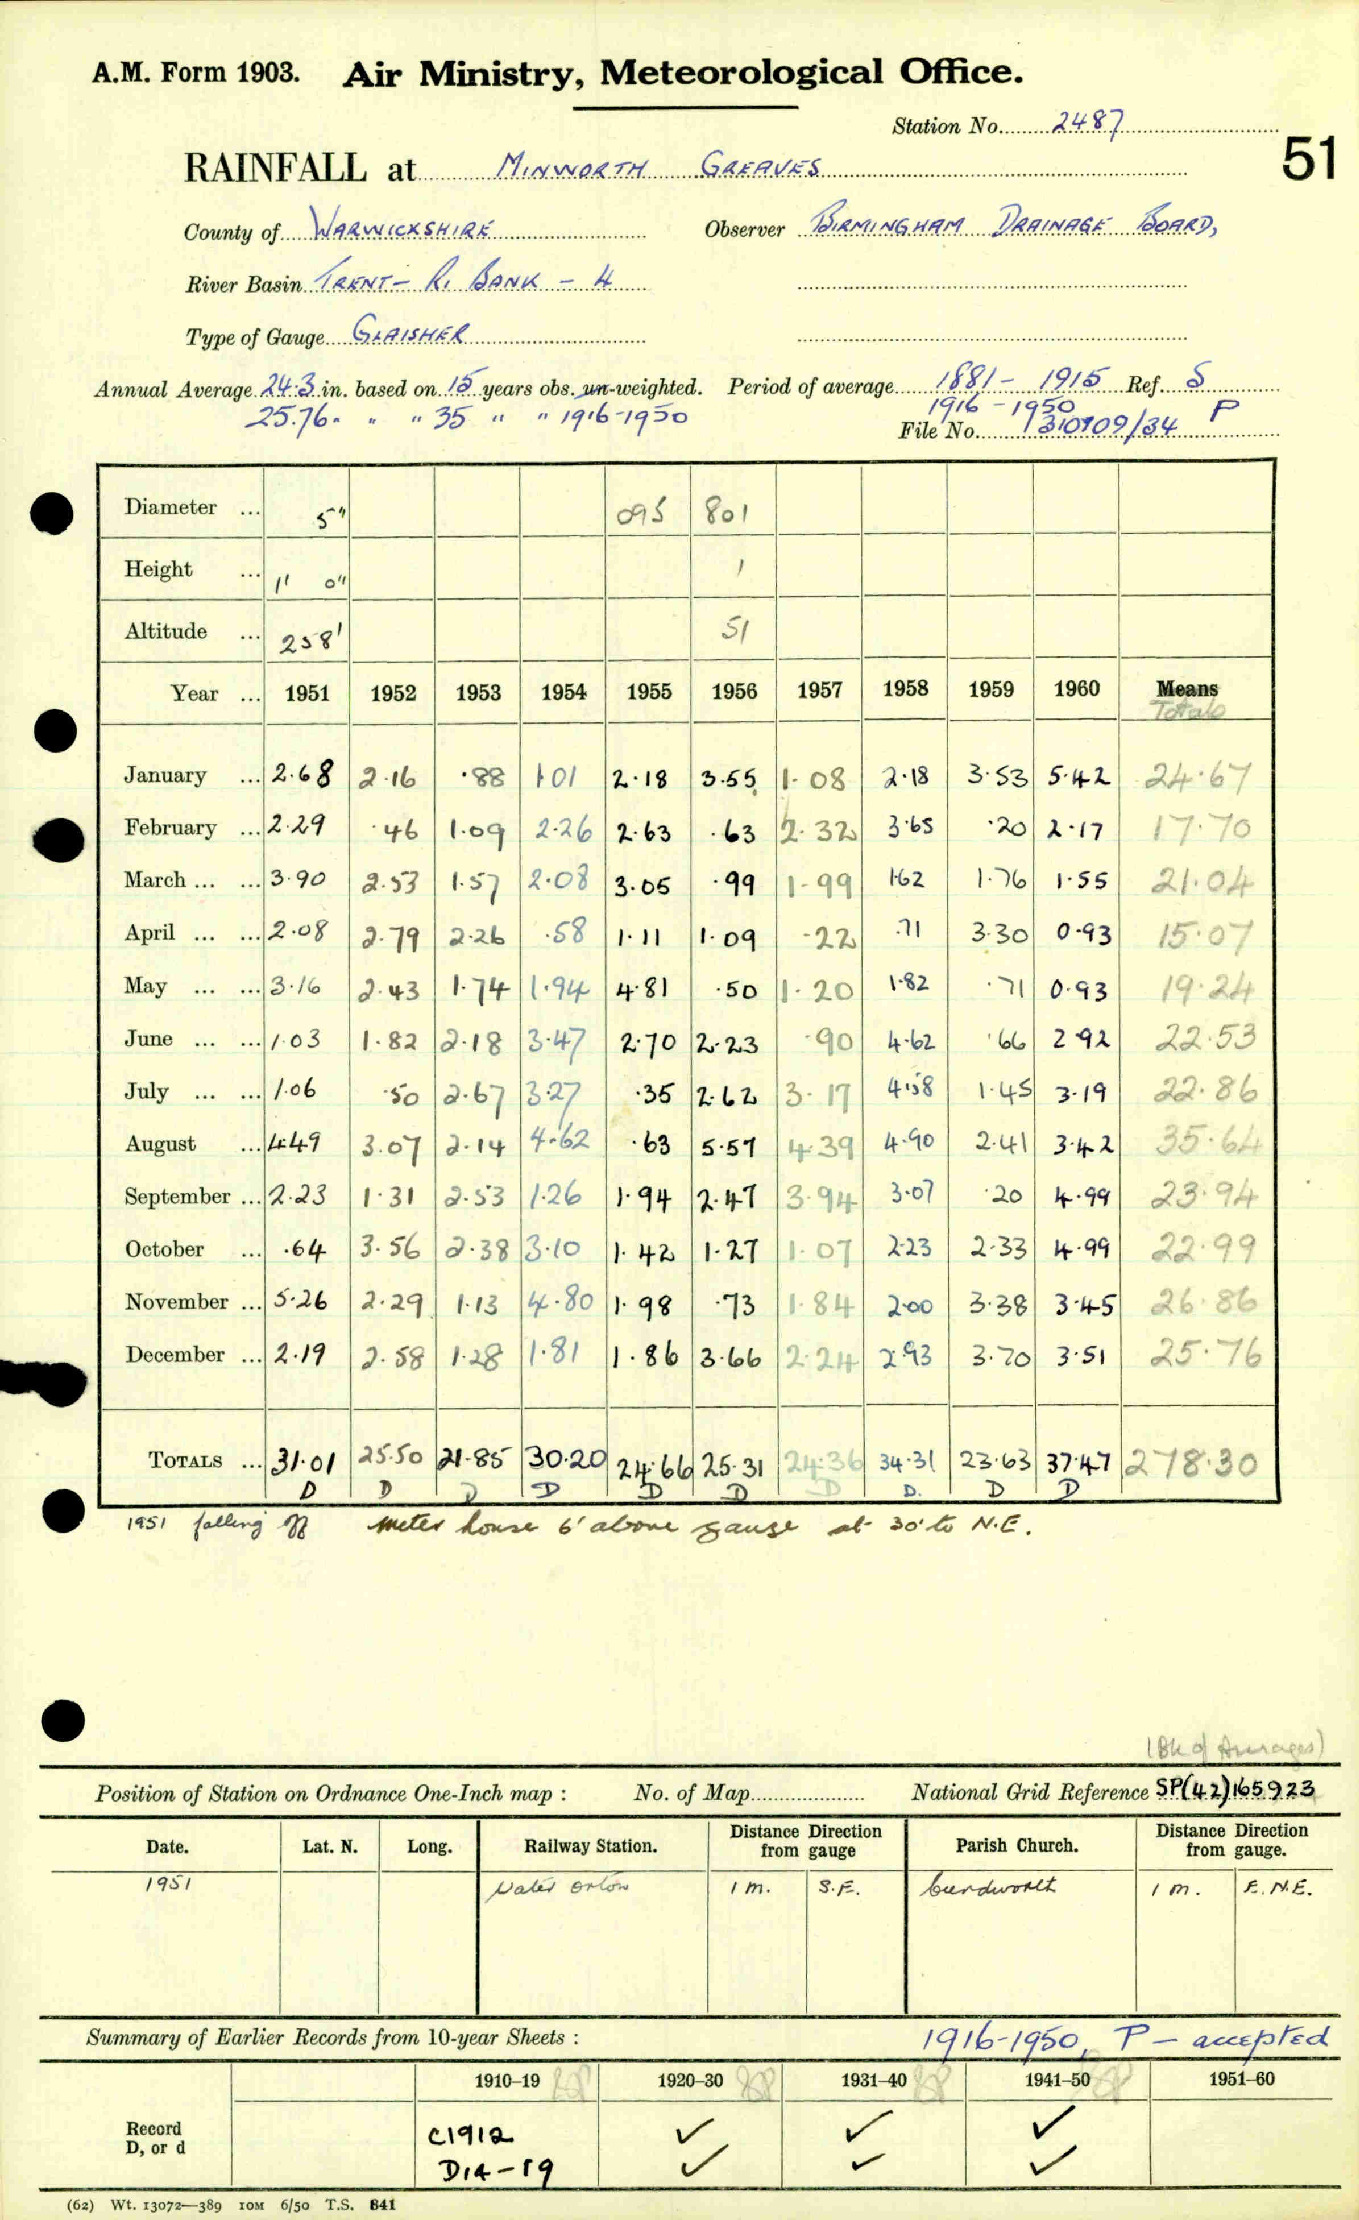 A.M. Form 1903. Air Ministry, Meteorological Office.
Station No. 2487
51
RAINFALL at MINWORTH GREAVES
County of WARWICKSHIRE Observer BIRMINGHAM DRAINAGE BOARD,
River Basin TRENT - R. BANK - 4
Type of Gauge GLAISHER
Annual Average 24.3 in. based on 15 years obs. un-weighted. Period of average 1881 - 1915 Ref. S
25.76 " " " 35 " " " 1916-1950 1916 - 1950 P
File No. 310109/34
Diameter ... 5" 095 801
Height ... 1' 0" 1
Altitude ... 258' 51
Year ... 1951 1952 1953 1954 1955 1956 1957 1958 1959 1960 Means
Totals
January ... 2.68 2.16 .88 1.01 2.18 3.55 1.08 2.18 3.53 5.42 24.67
February ... 2.29 .46 1.09 2.26 2.63 .63 2.32 3.65 .20 2.17 17.70
March ... ... 3.90 2.53 1.57 2.08 3.05 .99 1.99 1.62 1.76 1.55 21.04
April ... ... 2.08 2.79 2.26 .58 1.11 1.09 .22 .71 3.30 0.93 15.07
May ... ... 3.16 2.43 1.74 1.94 4.81 .50 1.20 1.82 .71 0.93 19.24
June ... ... 1.03 1.82 2.18 3.47 2.70 2.23 .90 4.62 .66 2.92 22.53
July ... ... 1.06 .50 2.67 3.27 .35 2.62 3.17 4.58 1.45 3.19 22.86
August ... 4.49 3.07 2.14 4.62 .63 5.57 4.39 4.90 2.41 3.42 35.64
September ... 2.23 1.31 2.53 1.26 1.94 2.47 3.94 3.07 .20 4.99 23.94
October ... .64 3.56 2.38 3.10 1.42 1.27 1.07 2.23 2.33 4.99 22.99
November ... 5.26 2.29 1.13 4.80 1.98 .73 1.84 2.00 3.38 3.45 26.86
December ... 2.19 2.58 1.28 1.81 1.86 3.66 2.24 2.93 3.70 3.51 25.76
TOTALS ... 31.01 25.50 21.85 30.20 24.66 25.31 24.36 34.31 23.63 37.47 278.30
D D D D D D D D. D D
1951 falling off meter house 6' above gauge at 30' to N.E.
(Bk of Averages)
Position of Station on Ordnance One-Inch map : No. of Map National Grid Reference SP(42)165923
Date. Lat. N. Long. Railway Station. Distance from gauge Direction Parish Church. Distance from gauge. Direction
1951 Water Orton 1 m. S.E. Curdworth 1 m. E.N.E.
Summary of Earlier Records from 10-year Sheets : 1916-1950, P - accepted
1910–19 1920–30 1931–40 1941–50 1951–60
Record C1912 ✓ ✓ ✓
D, or d D14-19 ✓ ✓ ✓
(62) Wt. 13072—389 10M 6/50 T.S. 841